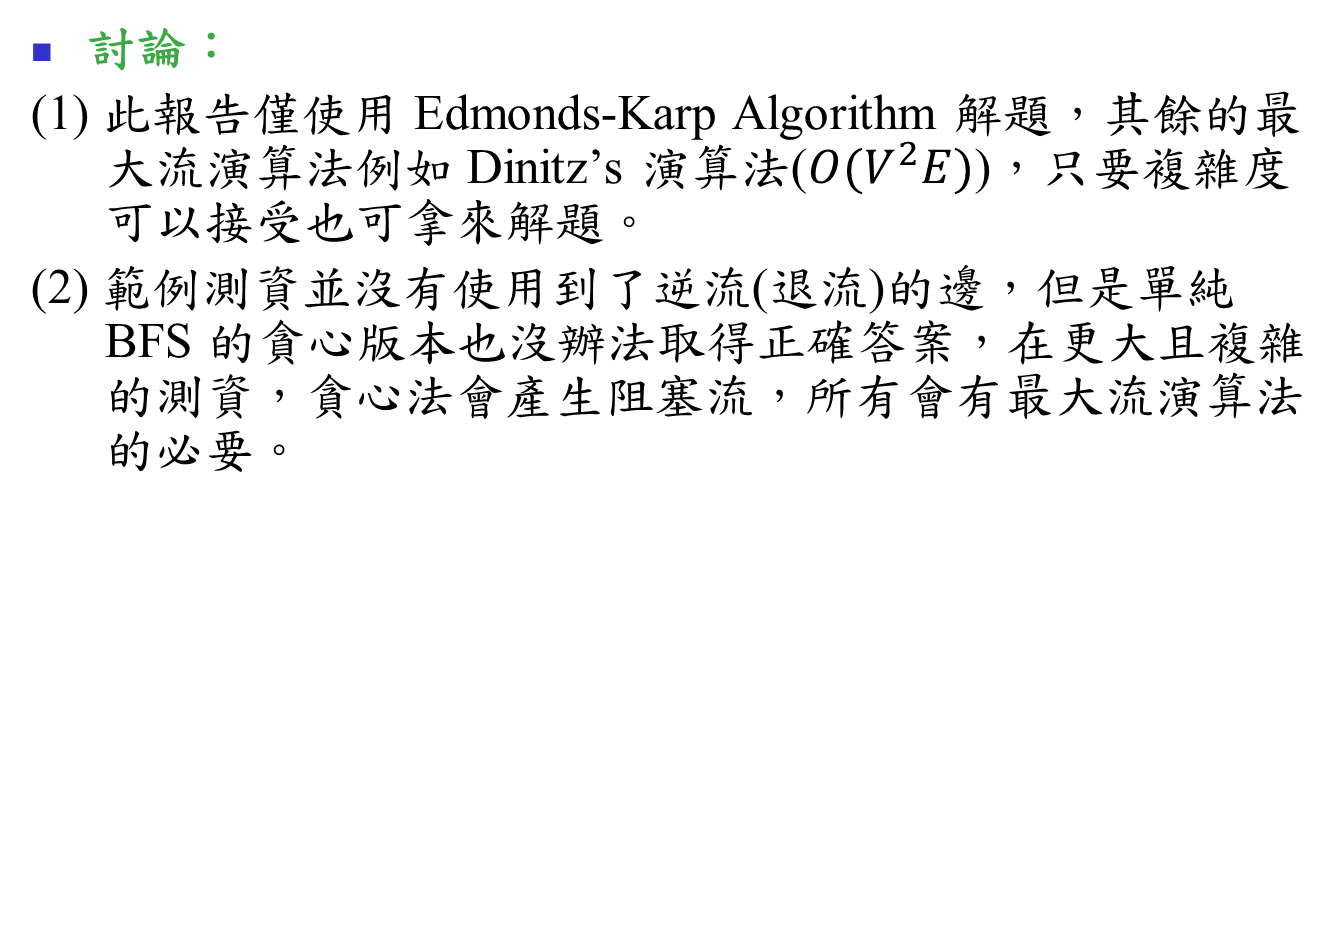 ▪ 討論：
(1) 此報告僅使用 Edmonds-Karp Algorithm 解題，其餘的最
大流演算法例如 Dinitz’s 演算法(𝑂(𝑉²𝐸))，只要複雜度
可以接受也可拿來解題。
(2) 範例測資並沒有使用到了逆流(退流)的邊，但是單純
BFS 的貪心版本也沒辦法取得正確答案，在更大且複雜
的測資，貪心法會產生阻塞流，所有會有最大流演算法
的必要。